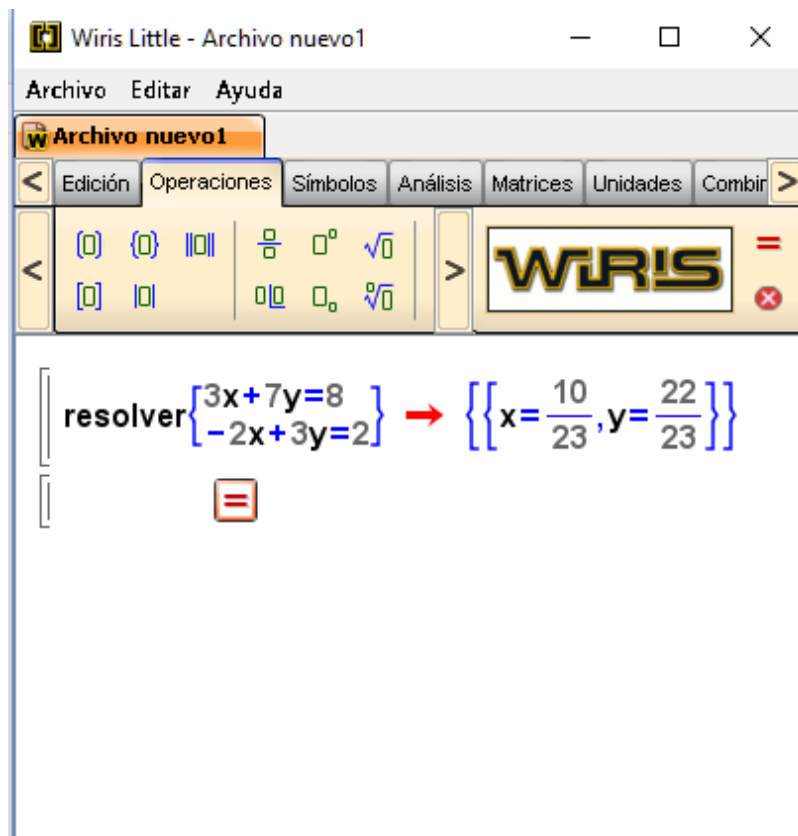 Wiris Little - Archivo nuevo1
Archivo Editar Ayuda
Archivo nuevo1
< Edición Operaciones Símbolos Análisis Matrices Unidades Combin >
WIRIS
resolver{3x+7y=8 -2x+3y=2} → {{x=10/23,y=22/23}}
=